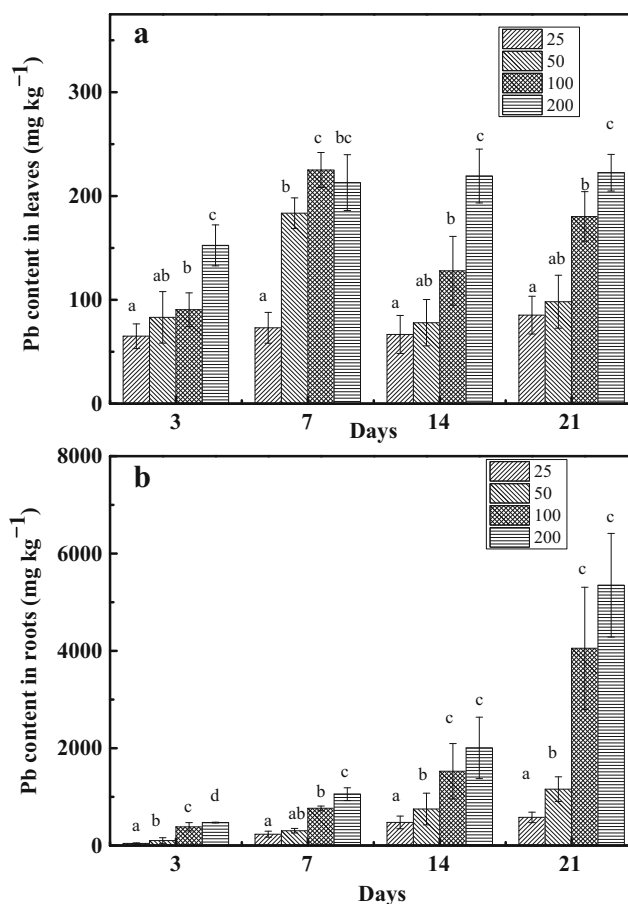 a
25
50
100
200
Pb content in leaves (mg kg⁻¹)
300
200
100
0
a ab b c
a b c bc
a ab b c
a ab b c
3 7 14 21
Days
b
25
50
100
200
Pb content in roots (mg kg⁻¹)
8000
6000
4000
2000
0
a b c d
a ab b c
a b c c
a b c c
3 7 14 21
Days